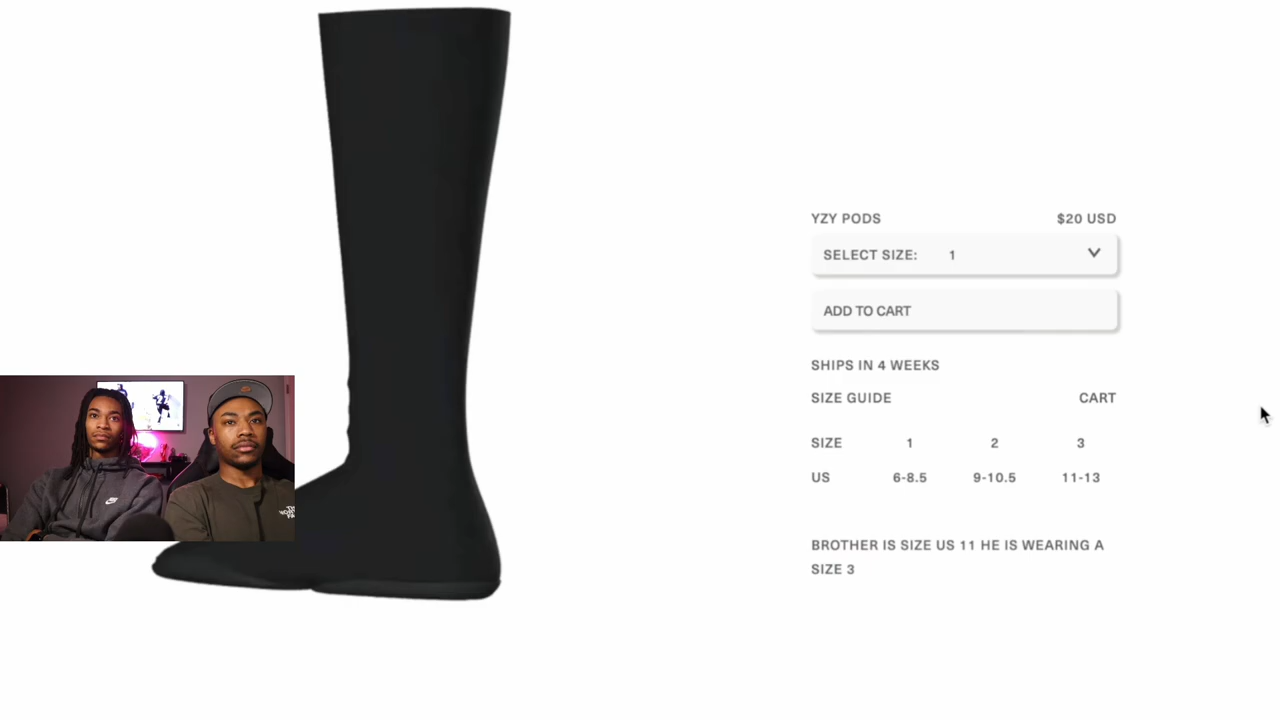 YZY PODS $20 USD
SELECT SIZE: 1
ADD TO CART
SHIPS IN 4 WEEKS
SIZE GUIDE CART
SIZE 1 2 3
US 6-8.5 9-10.5 11-13
BROTHER IS SIZE US 11 HE IS WEARING A
SIZE 3